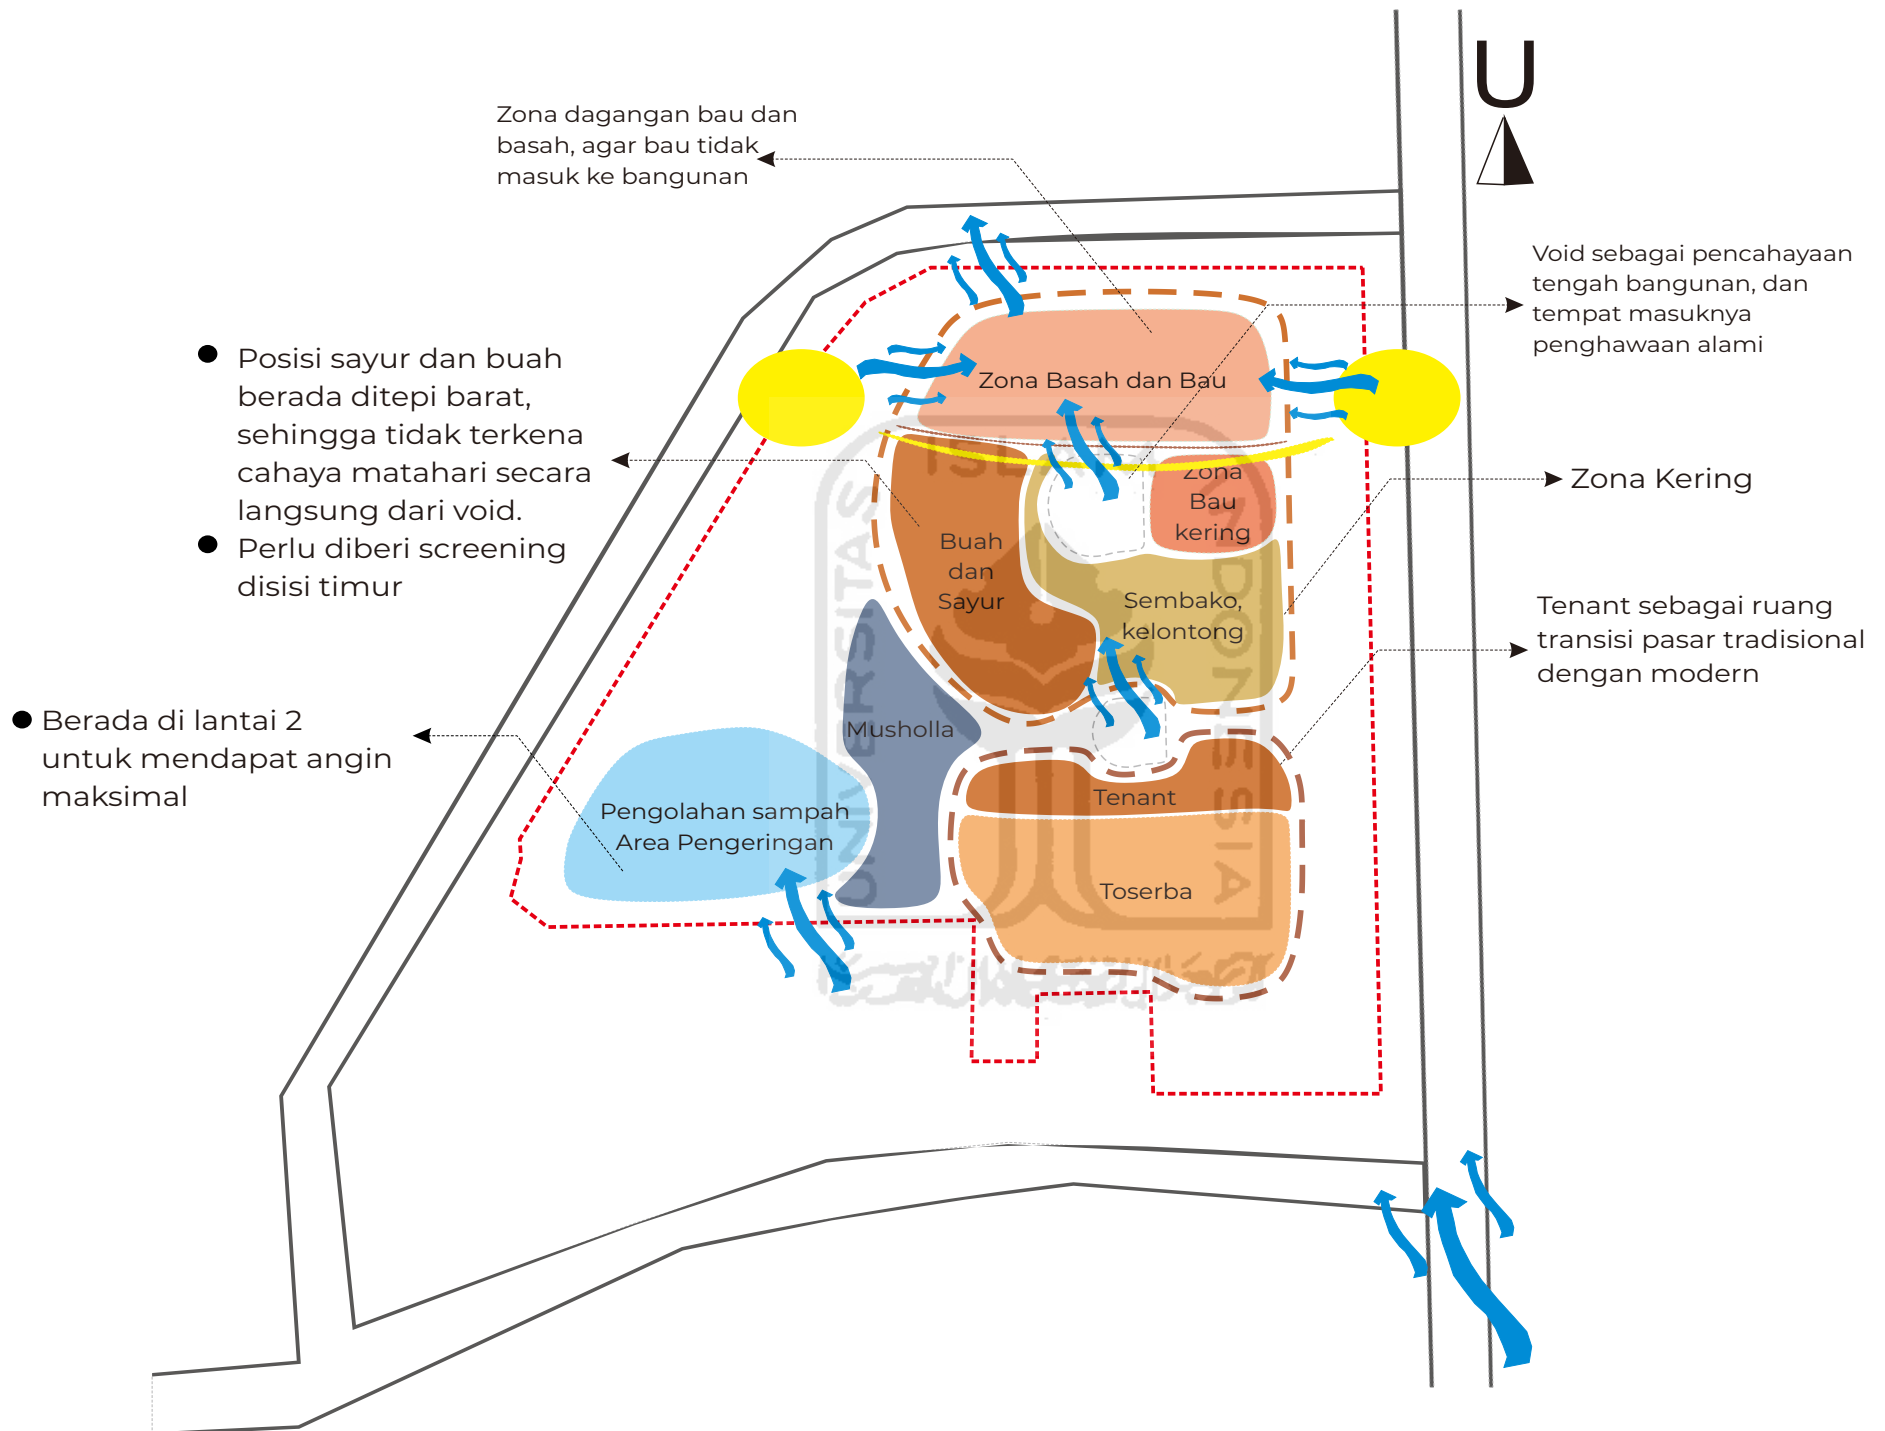 U
Zona dagangan bau dan
basah, agar bau tidak
masuk ke bangunan
Void sebagai pencahayaan
tengah bangunan, dan
tempat masuknya
penghawaan alami
● Posisi sayur dan buah
berada ditepi barat,
sehingga tidak terkena
cahaya matahari secara
langsung dari void.
● Perlu diberi screening
disisi timur
Zona Basah dan Bau
Zona
Bau
kering
Zona Kering
Buah
dan
Sayur
Sembako,
kelontong
Tenant sebagai ruang
transisi pasar tradisional
dengan modern
● Berada di lantai 2
untuk mendapat angin
maksimal
Musholla
Pengolahan sampah
Area Pengeringan
Tenant
Toserba
UNIVERSITAS
ISL
INDONESIA